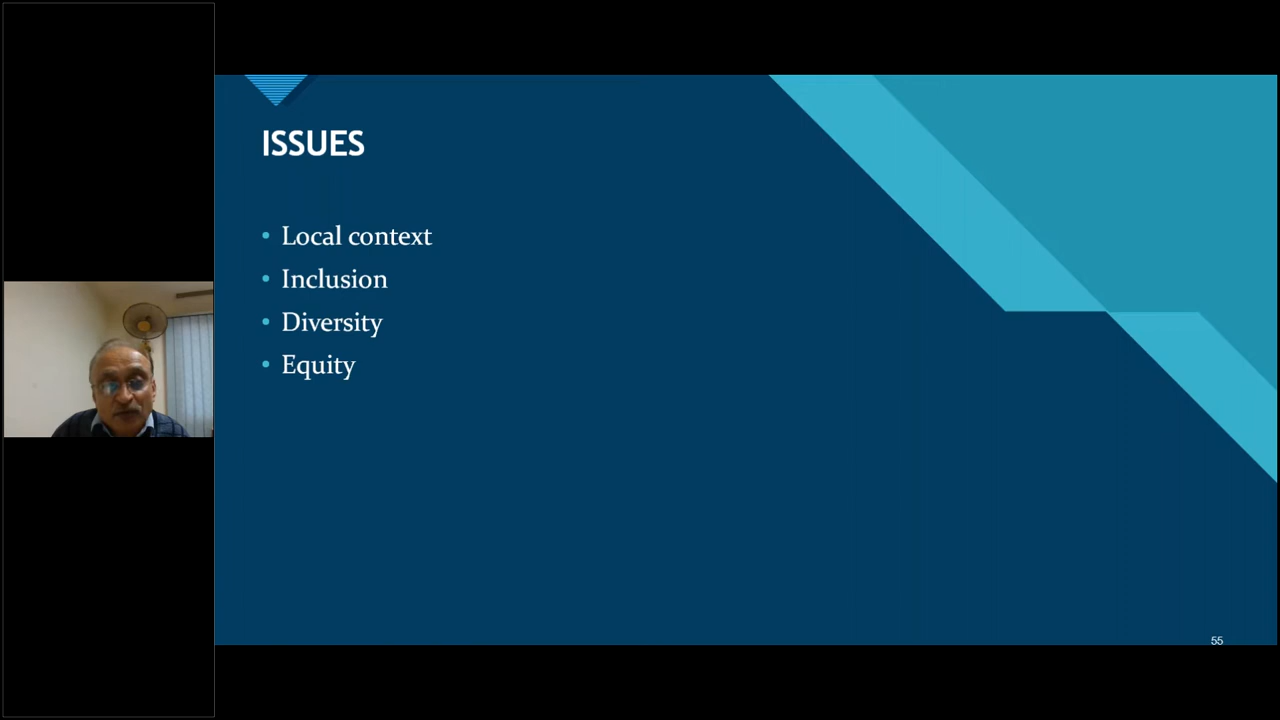 ISSUES
• Local context
• Inclusion
• Diversity
• Equity
55